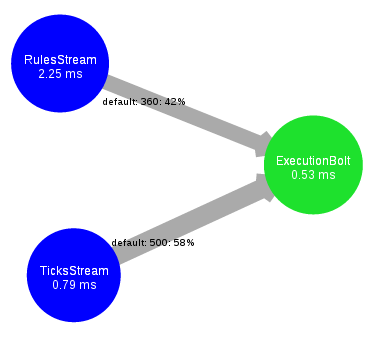 RulesStream
2.25 ms
default: 360: 42%
ExecutionBolt
0.53 ms
default: 500: 58%
TicksStream
0.79 ms